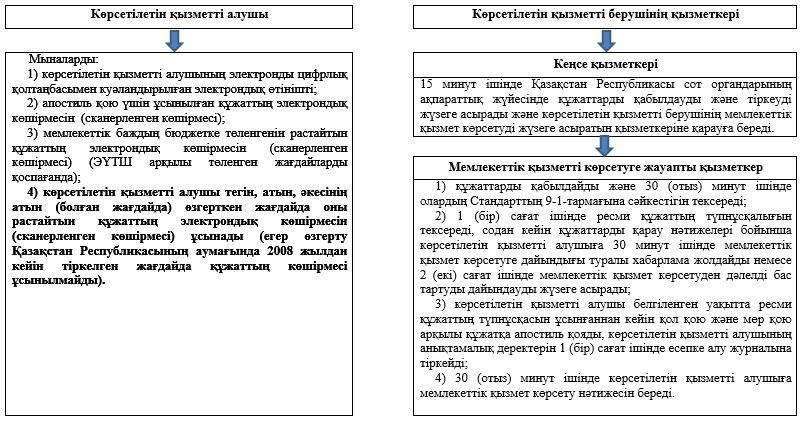 Көрсетілетін қызметті алушы
Мыналарды:
1) көрсетілетін қызметті алушының электронды цифрлық
қолтаңбасымен куәландырылған электрондық өтінішті;
2) апостиль қою үшін ұсынылған құжаттың электрондық
көшірмесін (сканерленген көшірмесі);
3) мемлекеттік баждың бюджетке төленгенін растайтын
құжаттың электрондық көшірмесін (сканерленген
көшірмесі) (ЭҮТШ арқылы төленген жағдайларды
қоспағанда);
4) көрсетілетін қызметті алушы тегін, атын, әкесінің
атын (болған жағдайда) өзгерткен жағдайда оны
растайтын құжаттың электрондық көшірмесін
(сканерленген көшірмесі) ұсынады (егер өзгерту
Қазақстан Республикасының аумағында 2008 жылдан
кейін тіркелген жағдайда құжаттың көшірмесі
ұсынылмайды).
Көрсетілетін қызметті берушінің қызметкері
Кеңсе қызметкері
15 минут ішінде Қазақстан Республикасы сот органдарының
ақпараттық жүйесінде құжаттарды қабылдауды және тіркеуді
жүзеге асырады және көрсетілетін қызметті берушінің мемлекеттік
қызмет көрсетуді жүзеге асыратын қызметкеріне қарауға береді.
Мемлекеттік қызметті көрсетуге жауапты қызметкер
1) құжаттарды қабылдайды және 30 (отыз) минут ішінде
олардың Стандарттың 9-1-тармағына сәйкестігін тексереді;
2) 1 (бір) сағат ішінде ресми құжаттың түпнұсқалығын
тексереді, содан кейін құжаттарды қарау нәтижелері бойынша
көрсетілетін қызметті алушыға 30 минут ішінде мемлекеттік
қызмет көрсетуге дайындығы туралы хабарлама жолдайды немесе
2 (екі) сағат ішінде мемлекеттік қызмет көрсетуден дәлелді бас
тартуды дайындауды жүзеге асырады;
3) көрсетілетін қызметті алушы белгіленген уақытта ресми
құжаттың түпнұсқасын ұсынғаннан кейін қол қою және мөр қою
арқылы құжатқа апостиль қояды, көрсетілетін қызметті алушының
анықтамалық деректерін 1 (бір) сағат ішінде есепке алу журналына
тіркейді;
4) 30 (отыз) минут ішінде көрсетілетін қызметті алушыға
мемлекеттік қызмет көрсету нәтижесін береді.